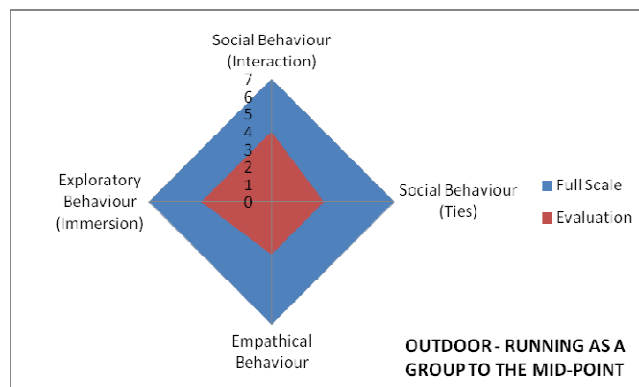 Social Behaviour
(Interaction)
7
6
5
4
3
2
1
0
Exploratory
Behaviour
(Immersion)
Social Behaviour
(Ties)
Full Scale
Evaluation
Empathical
Behaviour
OUTDOOR - RUNNING AS A
GROUP TO THE MID-POINT